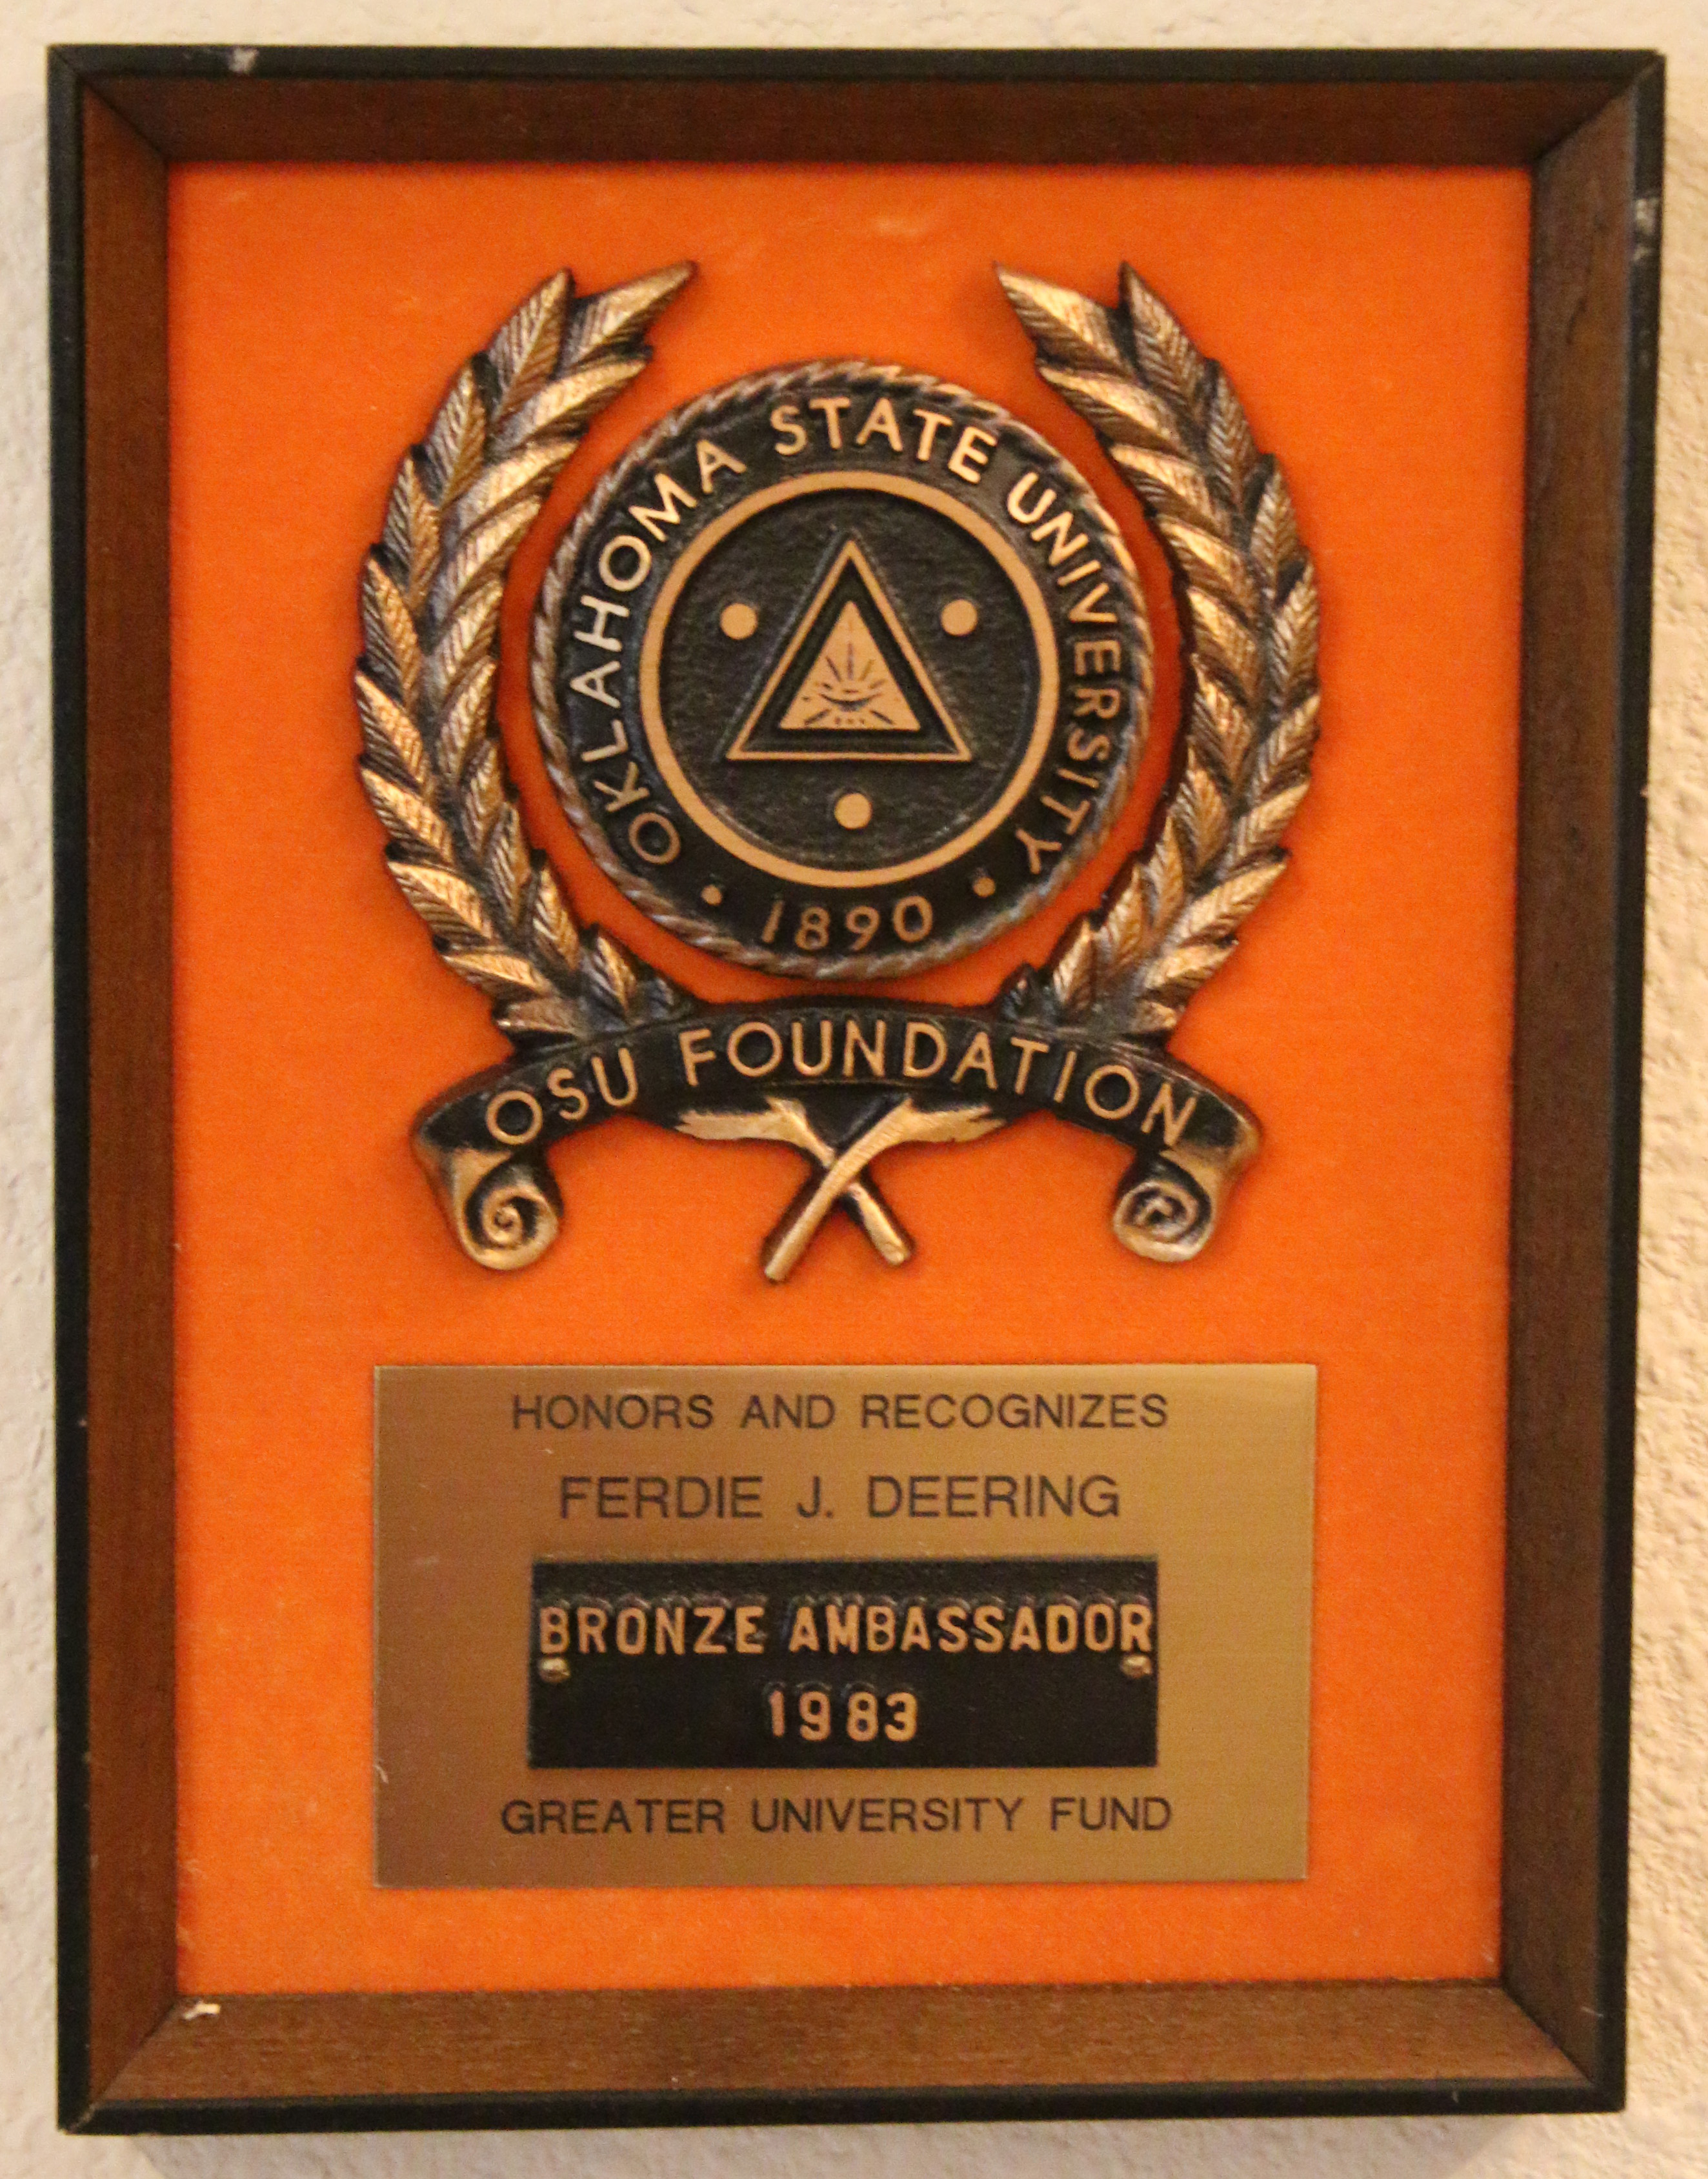 OKLAHOMA STATE UNIVERSITY
• 1890 •
OSU FOUNDATION
HONORS AND RECOGNIZES
FERDIE J. DEERING
BRONZE AMBASSADOR
1983
GREATER UNIVERSITY FUND